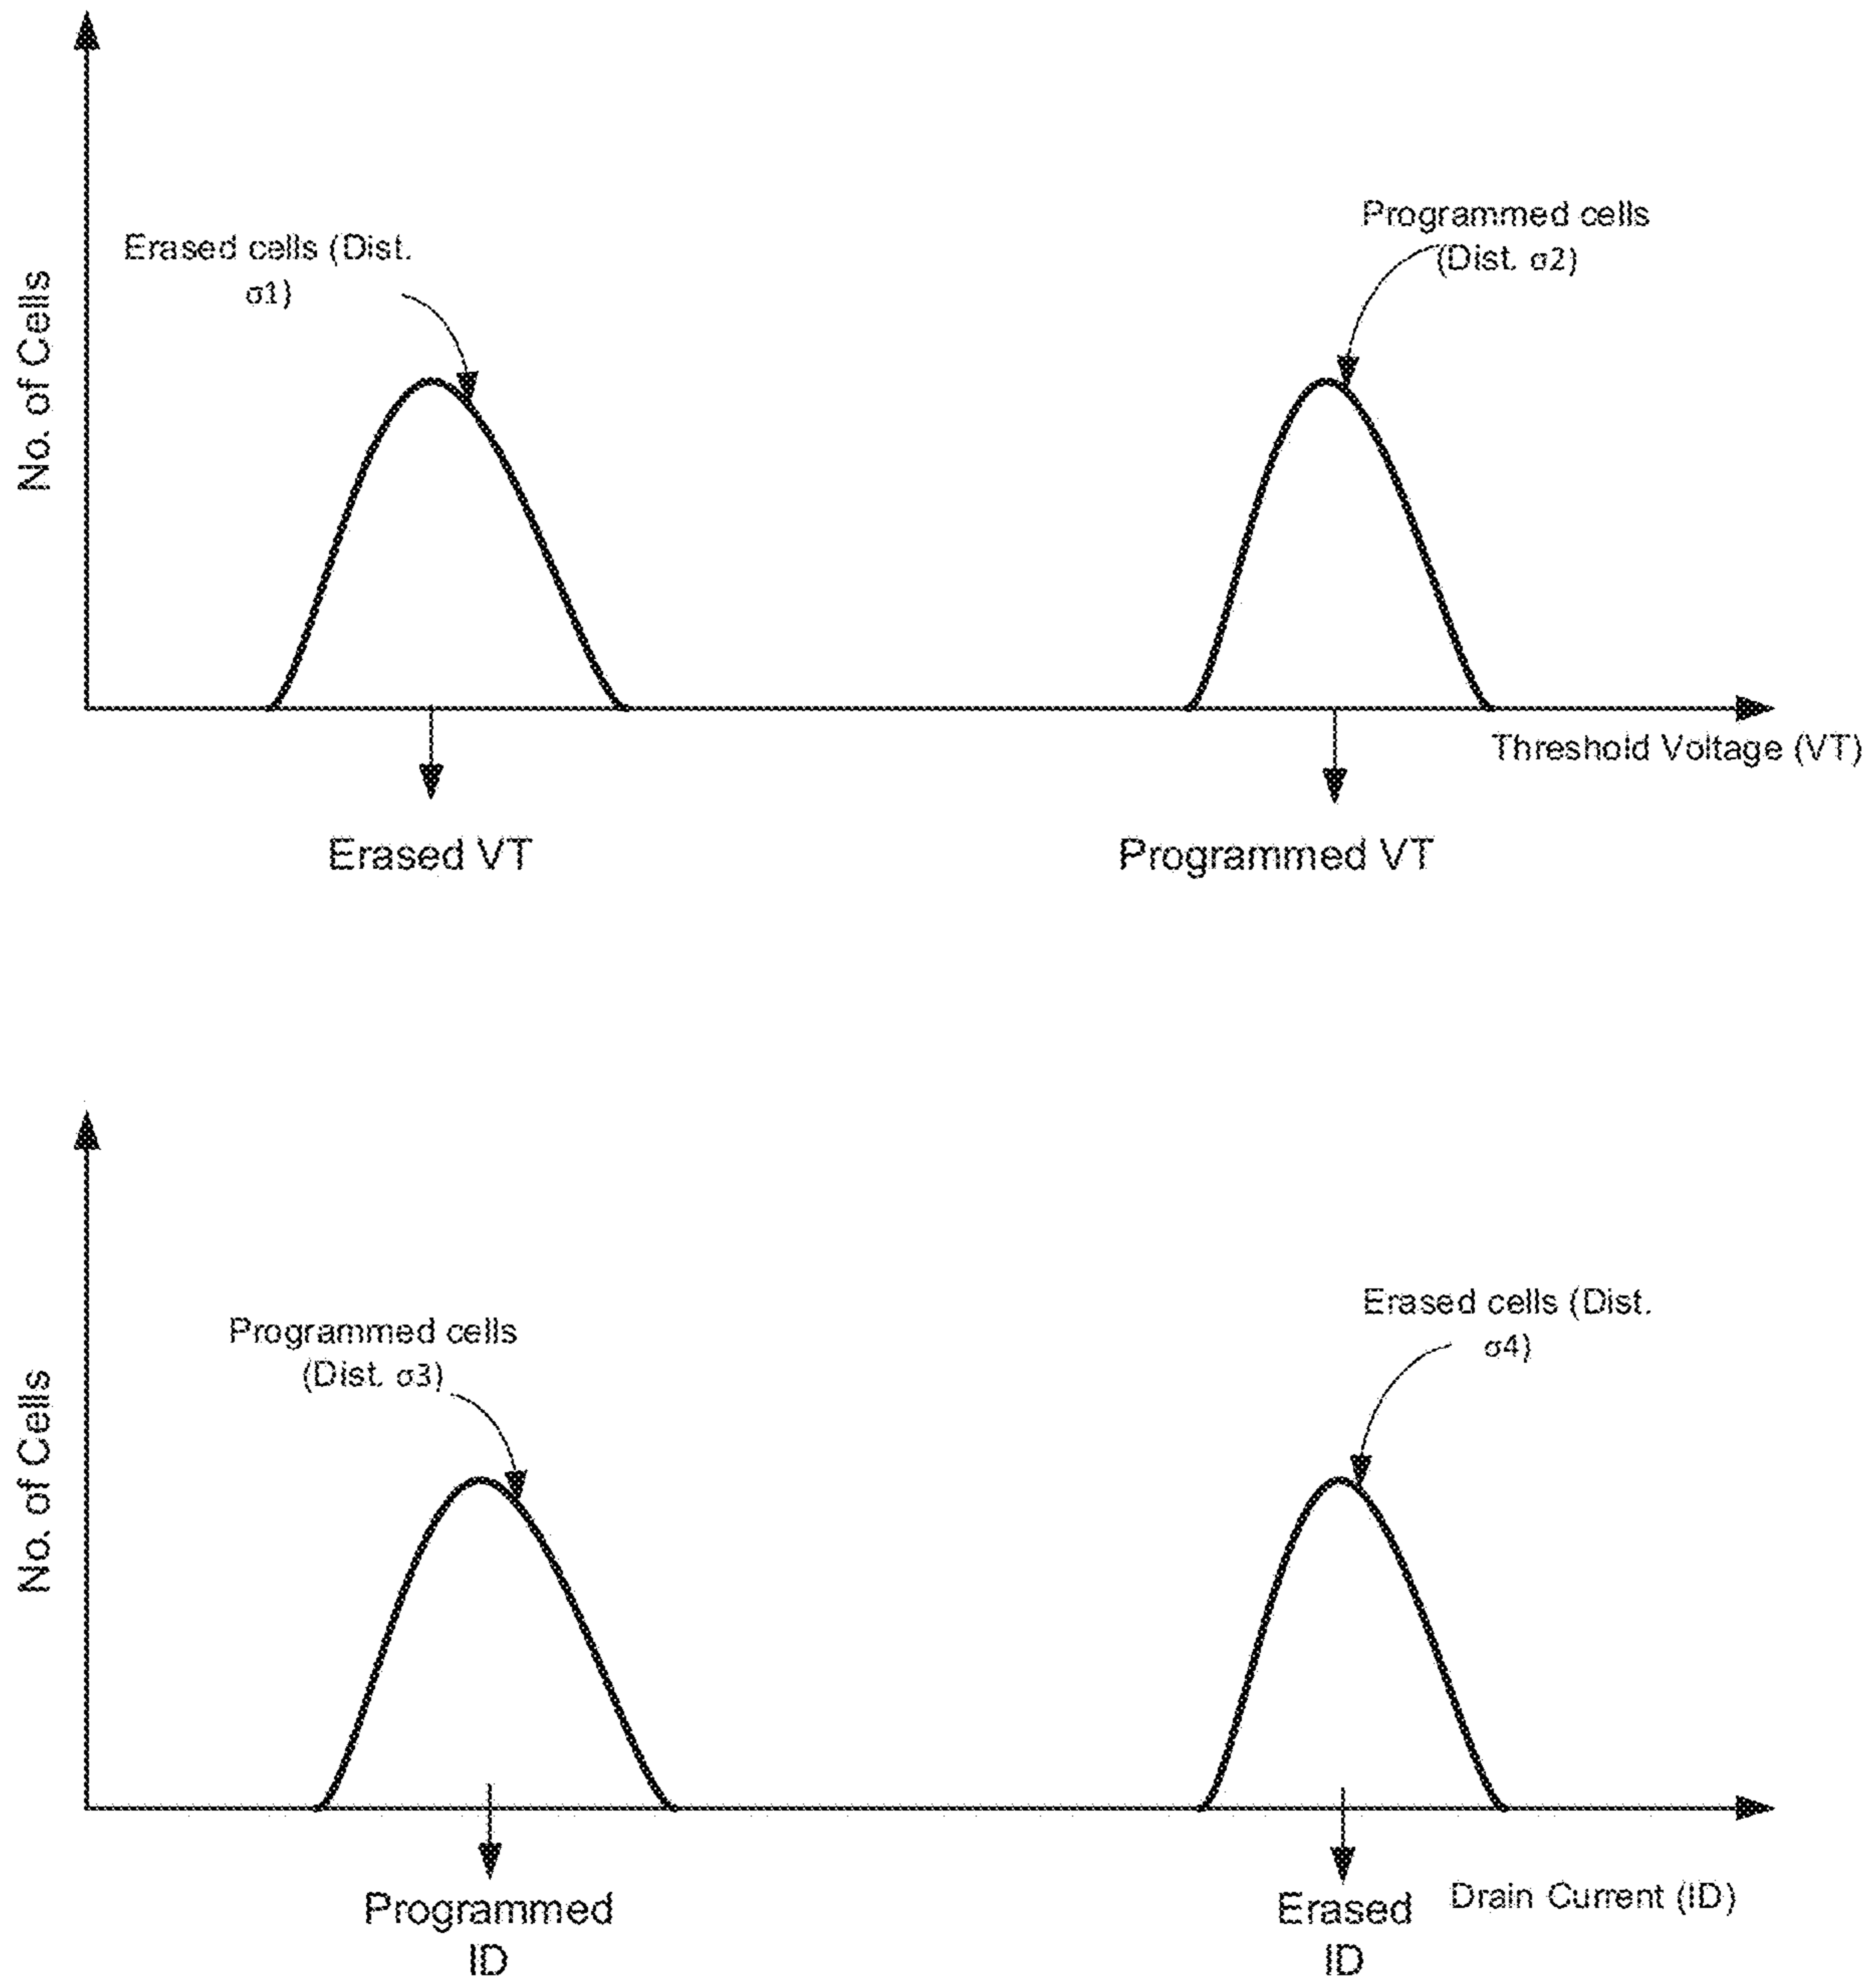 No. of Cells
Erased cells (Dist.
σ1)
Programmed cells
(Dist. σ2)
Threshold Voltage (VT)
Erased VT
Programmed VT
No. of Cells
Programmed cells
(Dist. σ3)
Erased cells (Dist.
σ4)
Programmed
ID
Erased
ID
Drain Current (ID)